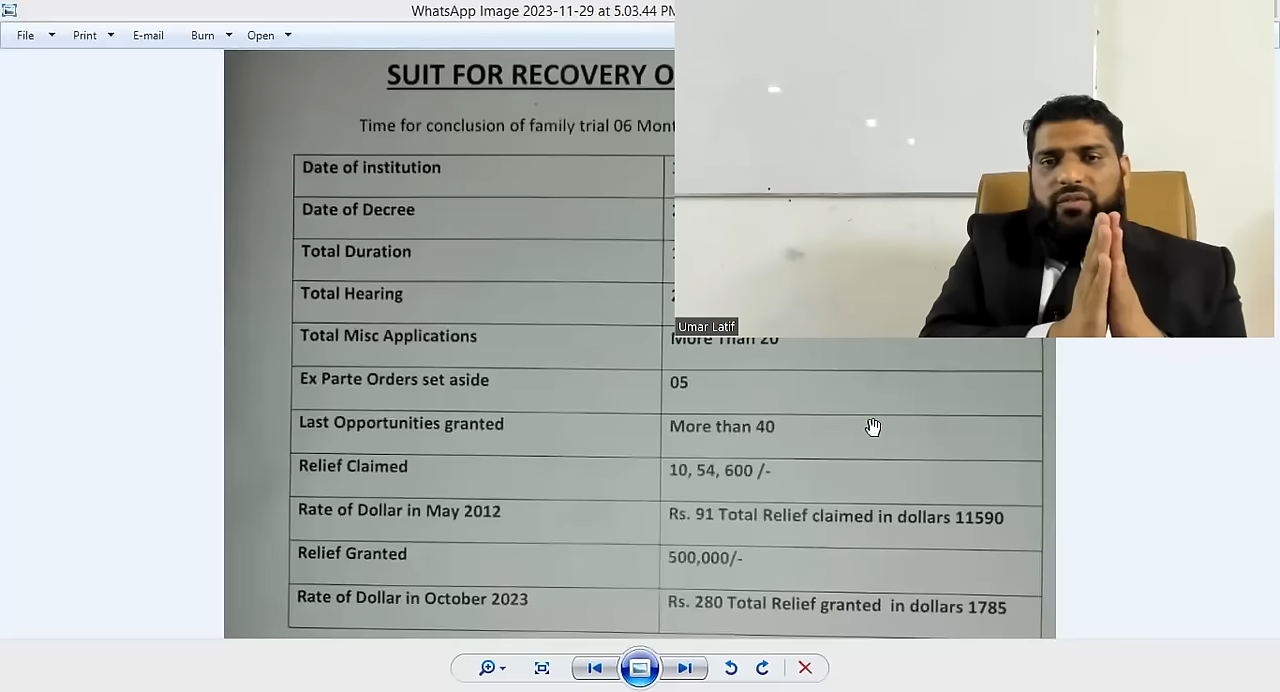 WhatsApp Image 2023-11-29 at 5.03.44 PM
File Print E-mail Burn Open
SUIT FOR RECOVERY O
Time for conclusion of family trial 06 Mont
Date of institution
Date of Decree
Total Duration
Total Hearing
Umar Latif
Total Misc Applications More Than 20
Ex Parte Orders set aside 05
Last Opportunities granted More than 40
Relief Claimed 10, 54, 600 /-
Rate of Dollar in May 2012 Rs. 91 Total Relief claimed in dollars 11590
Relief Granted 500,000/-
Rate of Dollar in October 2023 Rs. 280 Total Relief granted in dollars 1785